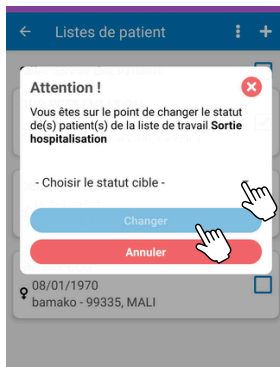 Listes de patient
Attention !
Vous êtes sur le point de changer le statut
de(s) patient(s) de la liste de travail Sortie
hospitalisation
- Choisir le statut cible -
Changer
Annuler
08/01/1970
bamako - 99335, MALI